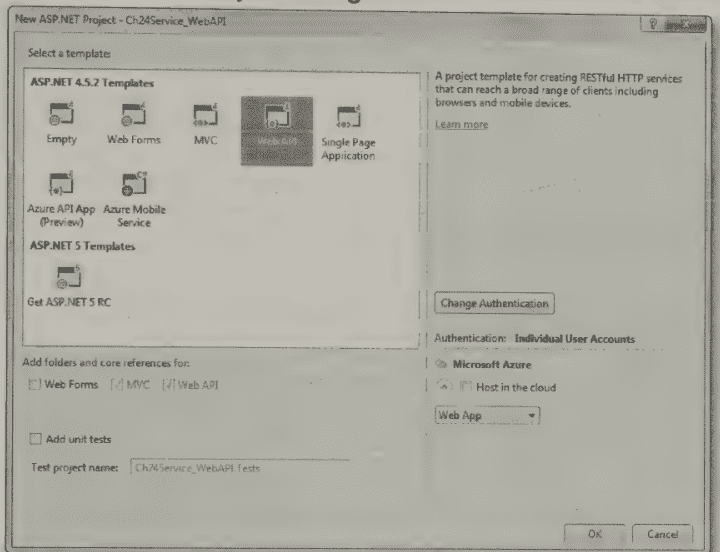 New ASP.NET Project - Ch24Service_WebAPI
Select a template:
ASP.NET 4.5.2 Templates
Empty
Web Forms
MVC
Web API
Single Page
Application
Azure API App
(Preview)
Azure Mobile
Service
ASP.NET 5 Templates
Get ASP.NET 5 RC
A project template for creating RESTful HTTP services
that can reach a broad range of clients including
browsers and mobile devices.
Learn more
Change Authentication
Authentication: Individual User Accounts
Microsoft Azure
Host in the cloud
Web App
Add folders and core references for:
Web Forms MVC Web API
Add unit tests
Test project name: Ch24Service_WebAPI.Tests
OK Cancel